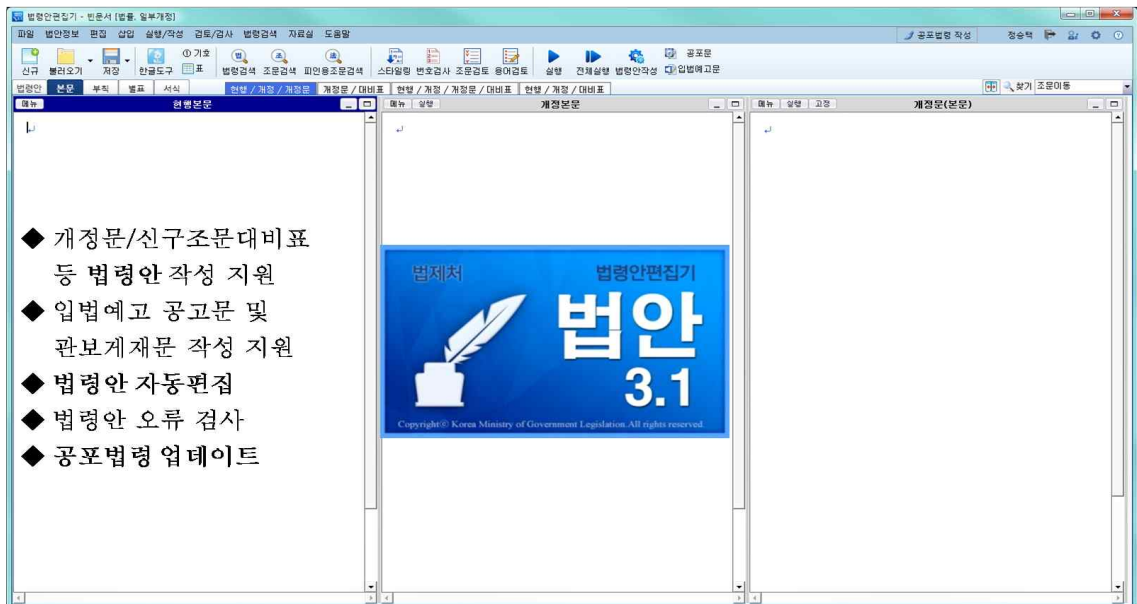 법령안편집기 - 빈문서 [법률, 일부개정]
파일 법안정보 편집 삽입 실행/작성 검토/검사 법령검색 자료실 도움말
공포법령 작성 정승택
신규 불러오기 저장 한글도구 ① 기호 표 법령검색 조문검색 피인용조문검색 스타일링 번호검사 조문검토 용어검토 실행 전체실행 법령안작성 공포문 입법예고문
법령안 본문 부칙 별표 서식 현행 / 개정 / 개정문 개정문 / 대비표 현행 / 개정 / 개정문 / 대비표 현행 / 개정 / 대비표 찾기 조문이동
메뉴 현행본문 메뉴 실행 개정본문 메뉴 실행 고정 개정문(본문)
◆ 개정문/신구조문대비표
등 법령안 작성 지원
◆ 입법예고 공고문 및
관보게재문 작성 지원
◆ 법령안 자동편집
◆ 법령안 오류 검사
◆ 공포법령 업데이트
법제처 법령안편집기
법안
3.1
Copyright© Korea Ministry of Government Legislation.All rights reserved.